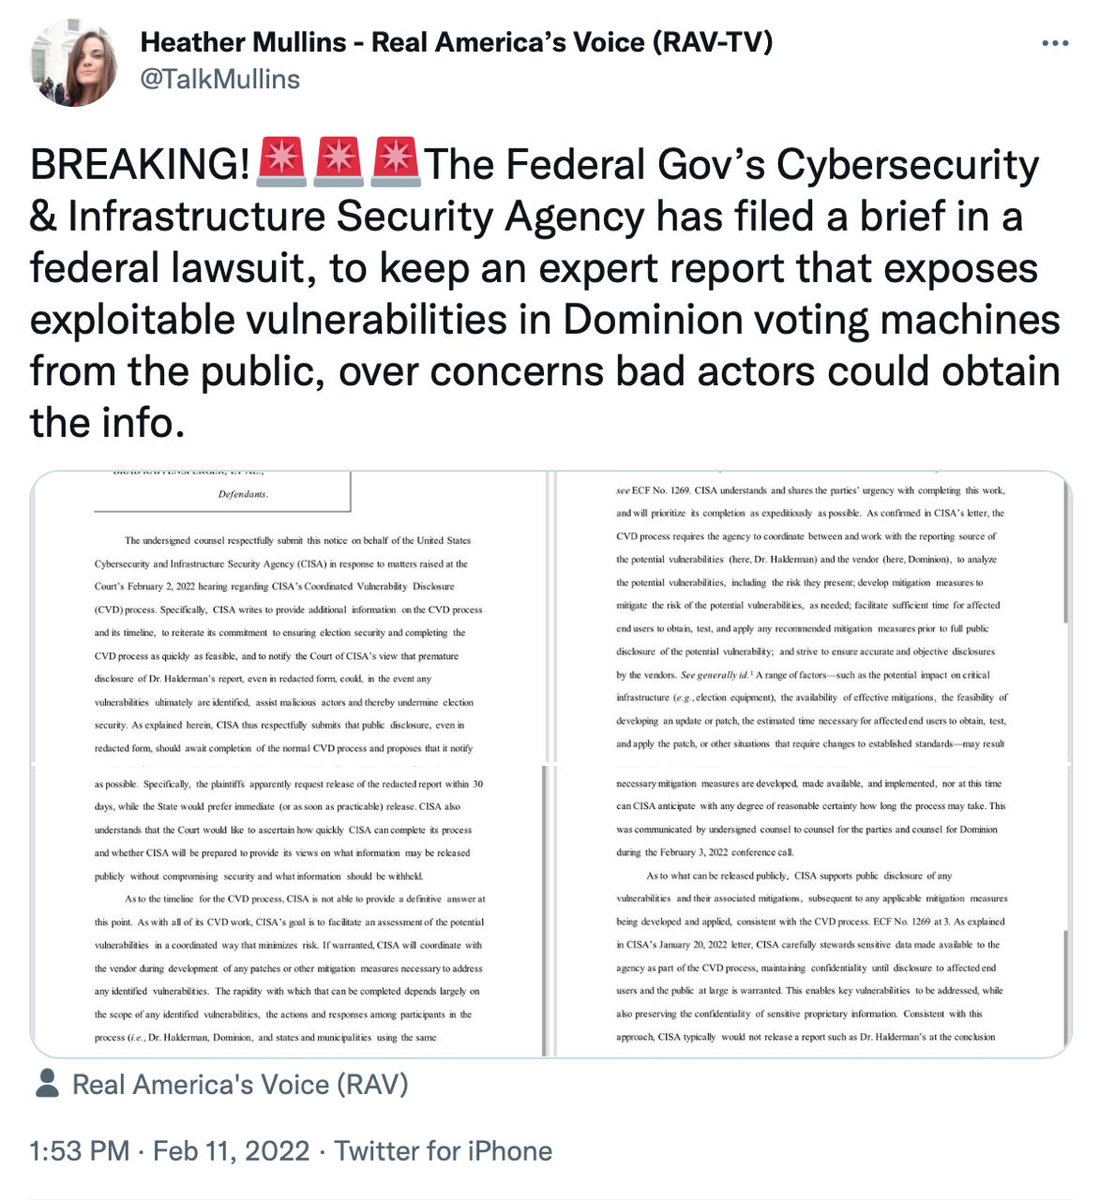 Heather Mullins - Real America's Voice (RAV-TV)
@TalkMullins
BREAKING!🚨🚨🚨The Federal Gov's Cybersecurity
& Infrastructure Security Agency has filed a brief in a
federal lawsuit, to keep an expert report that exposes
exploitable vulnerabilities in Dominion voting machines
from the public, over concerns bad actors could obtain
the info.
Defendants.
The undersigned counsel respectfully submit this notice on behalf of the United States
Cybersecurity and Infrastructure Security Agency (CISA) in response to matters raised at the
Court's February 2, 2022 hearing regarding CISA's Coordinated Vulnerability Disclosure
(CVD) process. Specifically, CISA writes to provide additional information on the CVD process
and its timeline, to reiterate its commitment to ensuring election security and completing the
CVD process as quickly as feasible, and to notify the Court of CISA's view that premature
disclosure of Dr. Halderman's report, even in redacted form, could, in the event any
vulnerabilities ultimately are identified, assist malicious actors and thereby undermine election
security. As explained herein, CISA thus respectfully submits that public disclosure, even in
redacted form, should await completion of the normal CVD process and proposes that it notify
see ECF No. 1269. CISA understands and shares the parties' urgency with completing this work,
and will prioritize its completion as expeditiously as possible. As confirmed in CISA's letter, the
CVD process requires the agency to coordinate between and work with the reporting source of
the potential vulnerabilities (here, Dr. Halderman) and the vendor (here, Dominion), to analyze
the potential vulnerabilities, including the risk they present; develop mitigation measures to
mitigate the risk of the potential vulnerabilities, as needed; facilitate sufficient time for affected
end users to obtain, test, and apply any recommended mitigation measures prior to full public
disclosure of the potential vulnerability; and strive to ensure accurate and objective disclosures
by the vendors. See generally id.¹ A range of factors—such as the potential impact on critical
infrastructure (e.g., election equipment), the availability of effective mitigations, the feasibility of
developing an update or patch, the estimated time necessary for affected end users to obtain, test,
and apply the patch, or other situations that require changes to established standards—may result
as possible. Specifically, the plaintiffs apparently request release of the redacted report within 30
days, while the State would prefer immediate (or as soon as practicable) release. CISA also
understands that the Court would like to ascertain how quickly CISA can complete its process
and whether CISA will be prepared to provide its views on what information may be released
publicly without compromising security and what information should be withheld.
As to the timeline for the CVD process, CISA is not able to provide a definitive answer at
this point. As with all of its CVD work, CISA's goal is to facilitate an assessment of the potential
vulnerabilities in a coordinated way that minimizes risk. If warranted, CISA will coordinate with
the vendor during development of any patches or other mitigation measures necessary to address
any identified vulnerabilities. The rapidity with which that can be completed depends largely on
the scope of any identified vulnerabilities, the actions and responses among participants in the
process (i.e., Dr. Halderman, Dominion, and states and municipalities using the same
necessary mitigation measures are developed, made available, and implemented, nor at this time
can CISA anticipate with any degree of reasonable certainty how long the process may take. This
was communicated by undersigned counsel to counsel for the parties and counsel for Dominion
during the February 3, 2022 conference call.
As to what can be released publicly, CISA supports public disclosure of any
vulnerabilities and their associated mitigations, subsequent to any applicable mitigation measures
being developed and applied, consistent with the CVD process. ECF No. 1269 at 3. As explained
in CISA's January 20, 2022 letter, CISA carefully stewards sensitive data made available to the
agency as part of the CVD process, maintaining confidentiality until disclosure to affected end
users and the public at large is warranted. This enables key vulnerabilities to be addressed, while
also preserving the confidentiality of sensitive proprietary information. Consistent with this
approach, CISA typically would not release a report such as Dr. Halderman's at the conclusion
Real America's Voice (RAV)
1:53 PM · Feb 11, 2022 · Twitter for iPhone